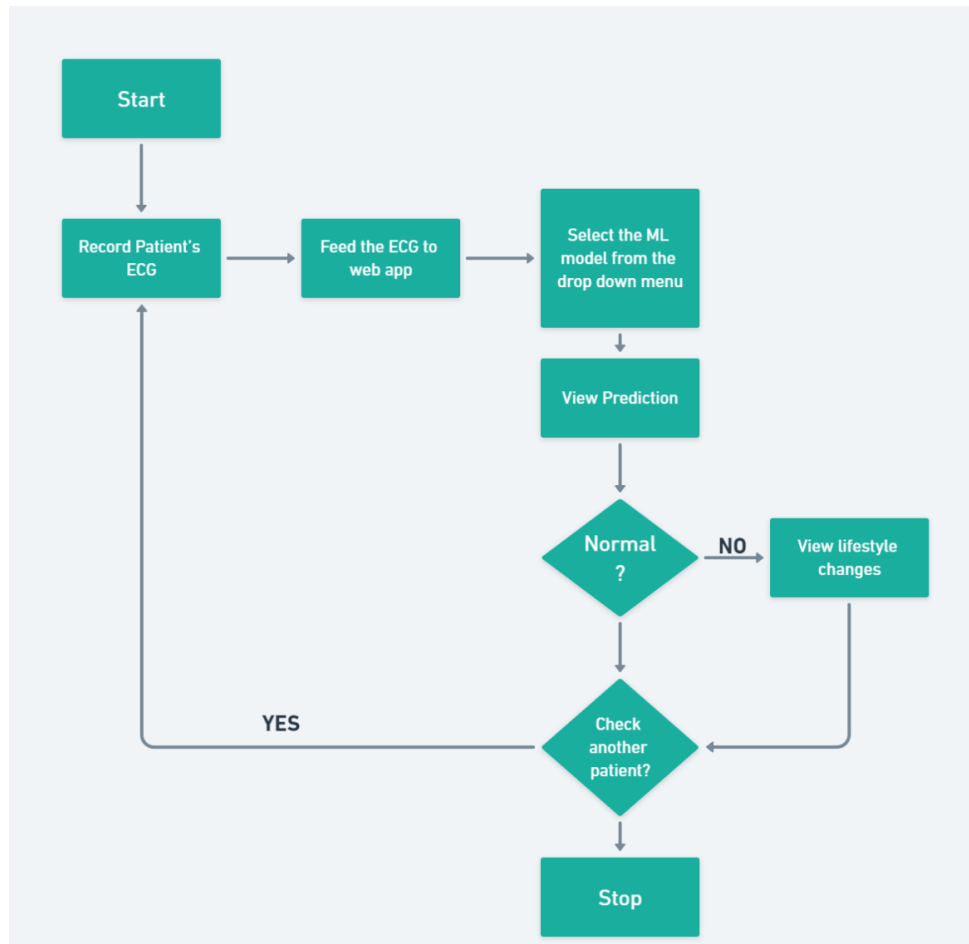 Start
Record Patient's
ECG
Feed the ECG to
web app
Select the ML
model from the
drop down menu
View Prediction
Normal
?
NO
View lifestyle
changes
Check
another
patient?
YES
Stop